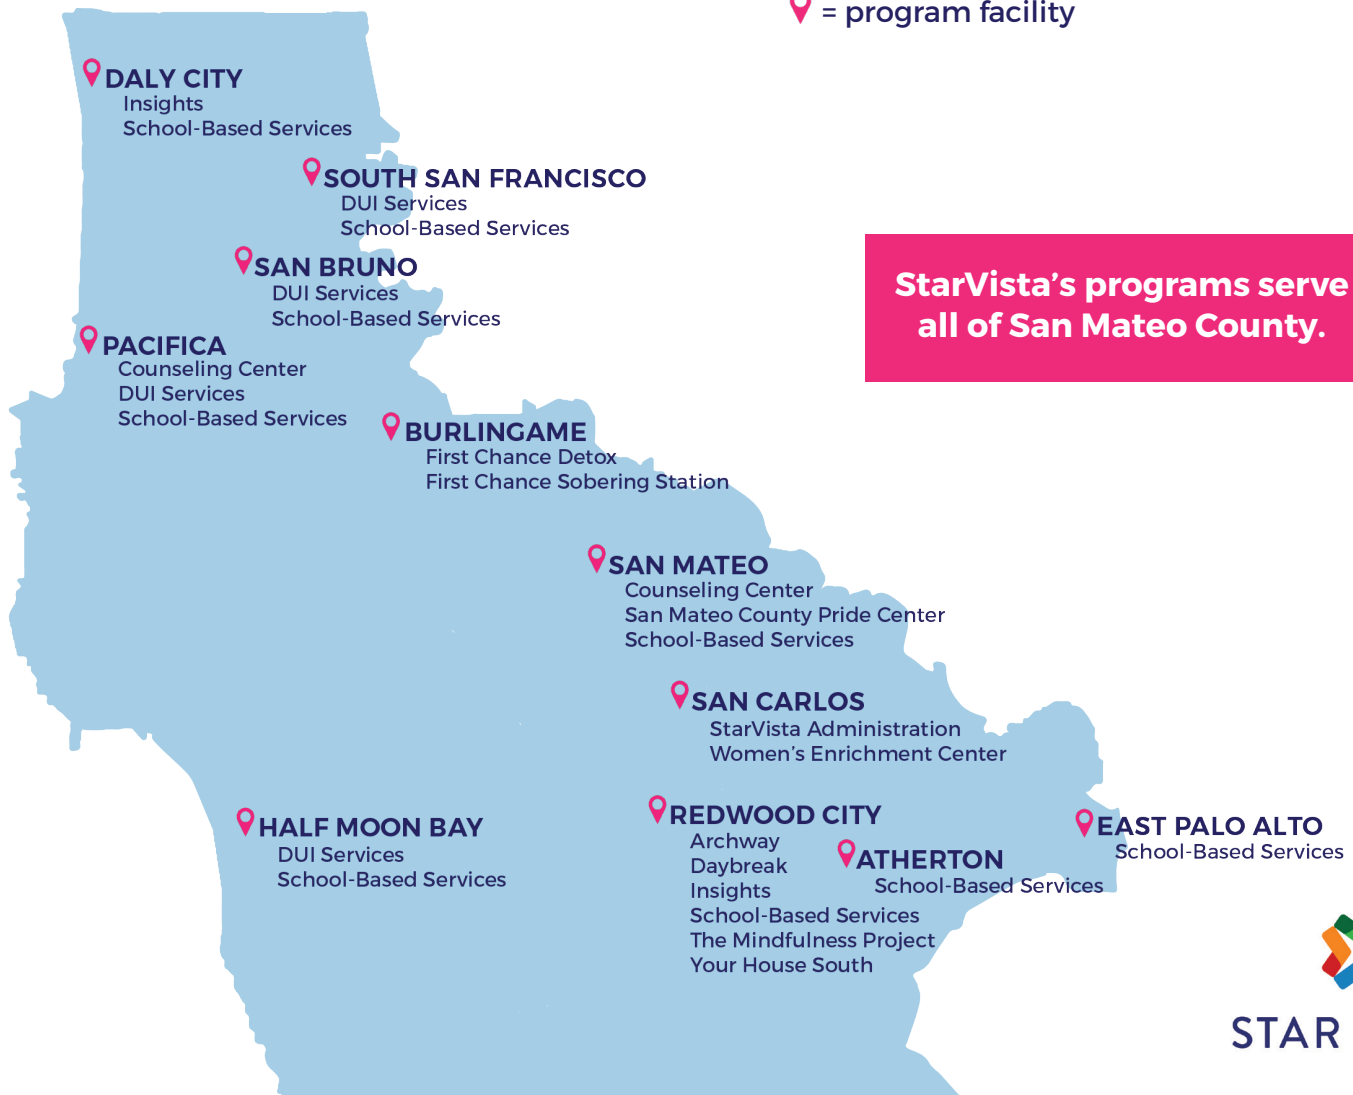 = program facility
DALY CITY
Insights
School-Based Services
SOUTH SAN FRANCISCO
DUI Services
School-Based Services
SAN BRUNO
DUI Services
School-Based Services
PACIFICA
Counseling Center
DUI Services
School-Based Services
StarVista’s programs serve
all of San Mateo County.
BURLINGAME
First Chance Detox
First Chance Sobering Station
SAN MATEO
Counseling Center
San Mateo County Pride Center
School-Based Services
SAN CARLOS
StarVista Administration
Women’s Enrichment Center
HALF MOON BAY
DUI Services
School-Based Services
REDWOOD CITY
Archway
Daybreak
Insights
School-Based Services
The Mindfulness Project
Your House South
ATHERTON
School-Based Services
EAST PALO ALTO
School-Based Services
STAR